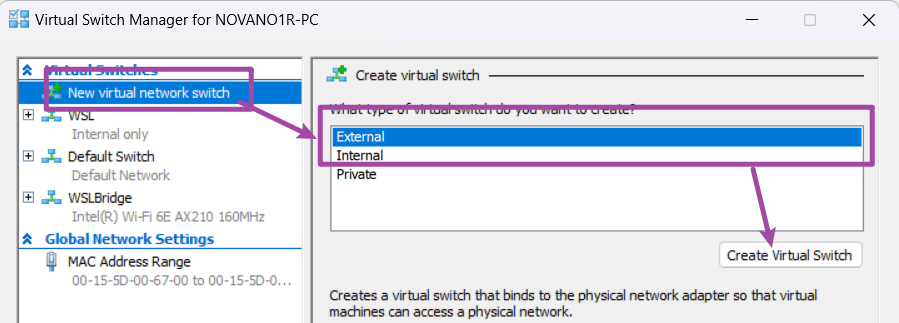 Virtual Switch Manager for NOVANO1R-PC
Virtual Switches
New virtual network switch
WSL
Internal only
Default Switch
Default Network
WSLBridge
Intel(R) Wi-Fi 6E AX210 160MHz
Global Network Settings
MAC Address Range
00-15-5D-00-67-00 to 00-15-5D-0...
Create virtual switch
What type of virtual switch do you want to create?
External
Internal
Private
Create Virtual Switch
Creates a virtual switch that binds to the physical network adapter so that virtual
machines can access a physical network.